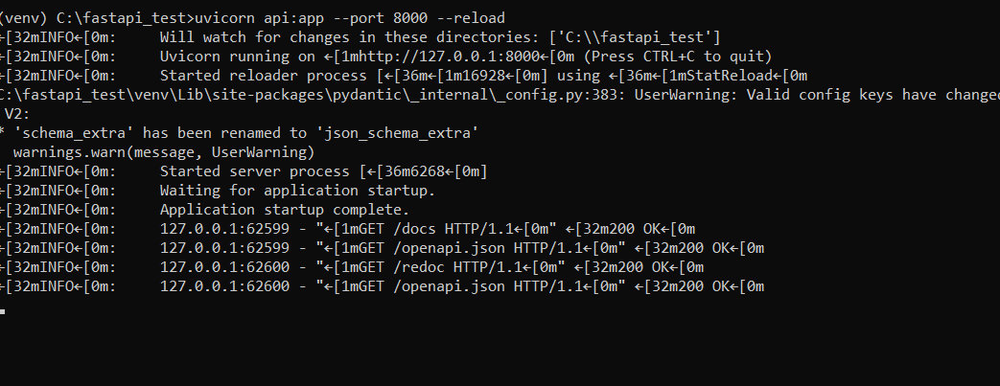 (venv) C:\fastapi_test>uvicorn api:app --port 8000 --reload
←[32mINFO←[0m:     Will watch for changes in these directories: ['C:\\fastapi_test']
←[32mINFO←[0m:     Uvicorn running on ←[1mhttp://127.0.0.1:8000←[0m (Press CTRL+C to quit)
←[32mINFO←[0m:     Started reloader process [←[36m←[1m16928←[0m] using ←[36m←[1mStatReload←[0m
C:\fastapi_test\venv\Lib\site-packages\pydantic\_internal\_config.py:383: UserWarning: Valid config keys have changed
V2:
* 'schema_extra' has been renamed to 'json_schema_extra'
  warnings.warn(message, UserWarning)
←[32mINFO←[0m:     Started server process [←[36m6268←[0m]
←[32mINFO←[0m:     Waiting for application startup.
←[32mINFO←[0m:     Application startup complete.
←[32mINFO←[0m:     127.0.0.1:62599 - "←[1mGET /docs HTTP/1.1←[0m" ←[32m200 OK←[0m
←[32mINFO←[0m:     127.0.0.1:62599 - "←[1mGET /openapi.json HTTP/1.1←[0m" ←[32m200 OK←[0m
←[32mINFO←[0m:     127.0.0.1:62600 - "←[1mGET /redoc HTTP/1.1←[0m" ←[32m200 OK←[0m
←[32mINFO←[0m:     127.0.0.1:62600 - "←[1mGET /openapi.json HTTP/1.1←[0m" ←[32m200 OK←[0m